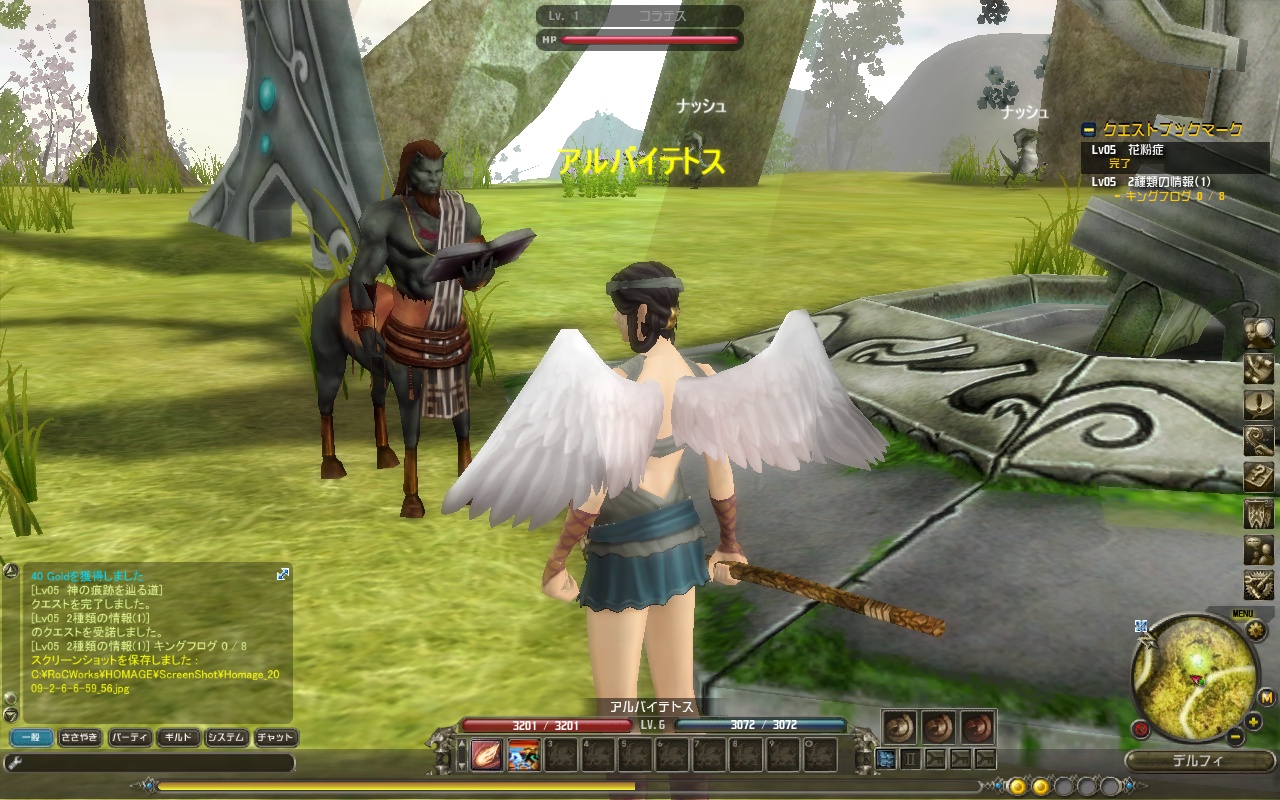 Lv. 1 コラテス
HP
ナッシュ
ナッシュ
アルバイテトス
クエストブックマーク
Lv05 花粉症
完了
Lv05 2種類の情報(1)
- キングフログ 0 / 8
40 Goldを獲得しました
[Lv05 神の痕跡を辿る道]
クエストを完了しました。
[Lv05 2種類の情報(1)]
のクエストを受諾しました。
[Lv05 2種類の情報(1)] キングフログ 0 / 8
スクリーンショットを保存しました :
C:¥RoCWorks¥HOMAGE¥ScreenShot¥Homage_20
09-2-6-6-59_56.jpg
一般 ささやき パーティ ギルド システム チャット
アルバイテトス
3201 / 3201 LV.6 3072 / 3072
3 4 5 6 7 8 9 0
MENU
M
デルフィ